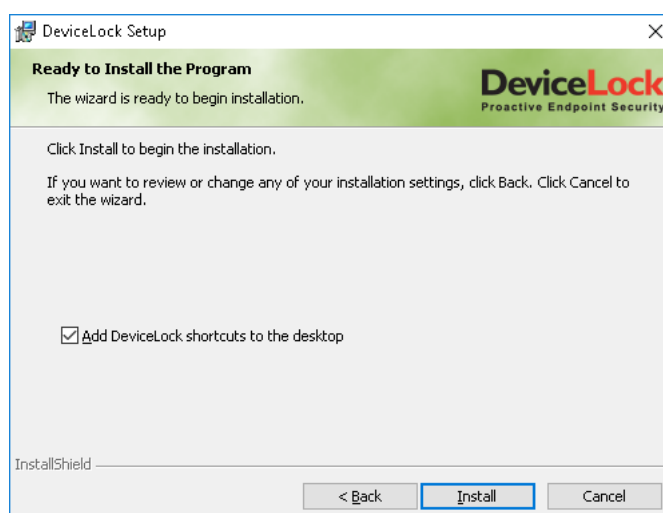 DeviceLock Setup
Ready to Install the Program
The wizard is ready to begin installation.
DeviceLock
Proactive Endpoint Security
Click Install to begin the installation.
If you want to review or change any of your installation settings, click Back. Click Cancel to
exit the wizard.
Add DeviceLock shortcuts to the desktop
InstallShield
< Back
Install
Cancel